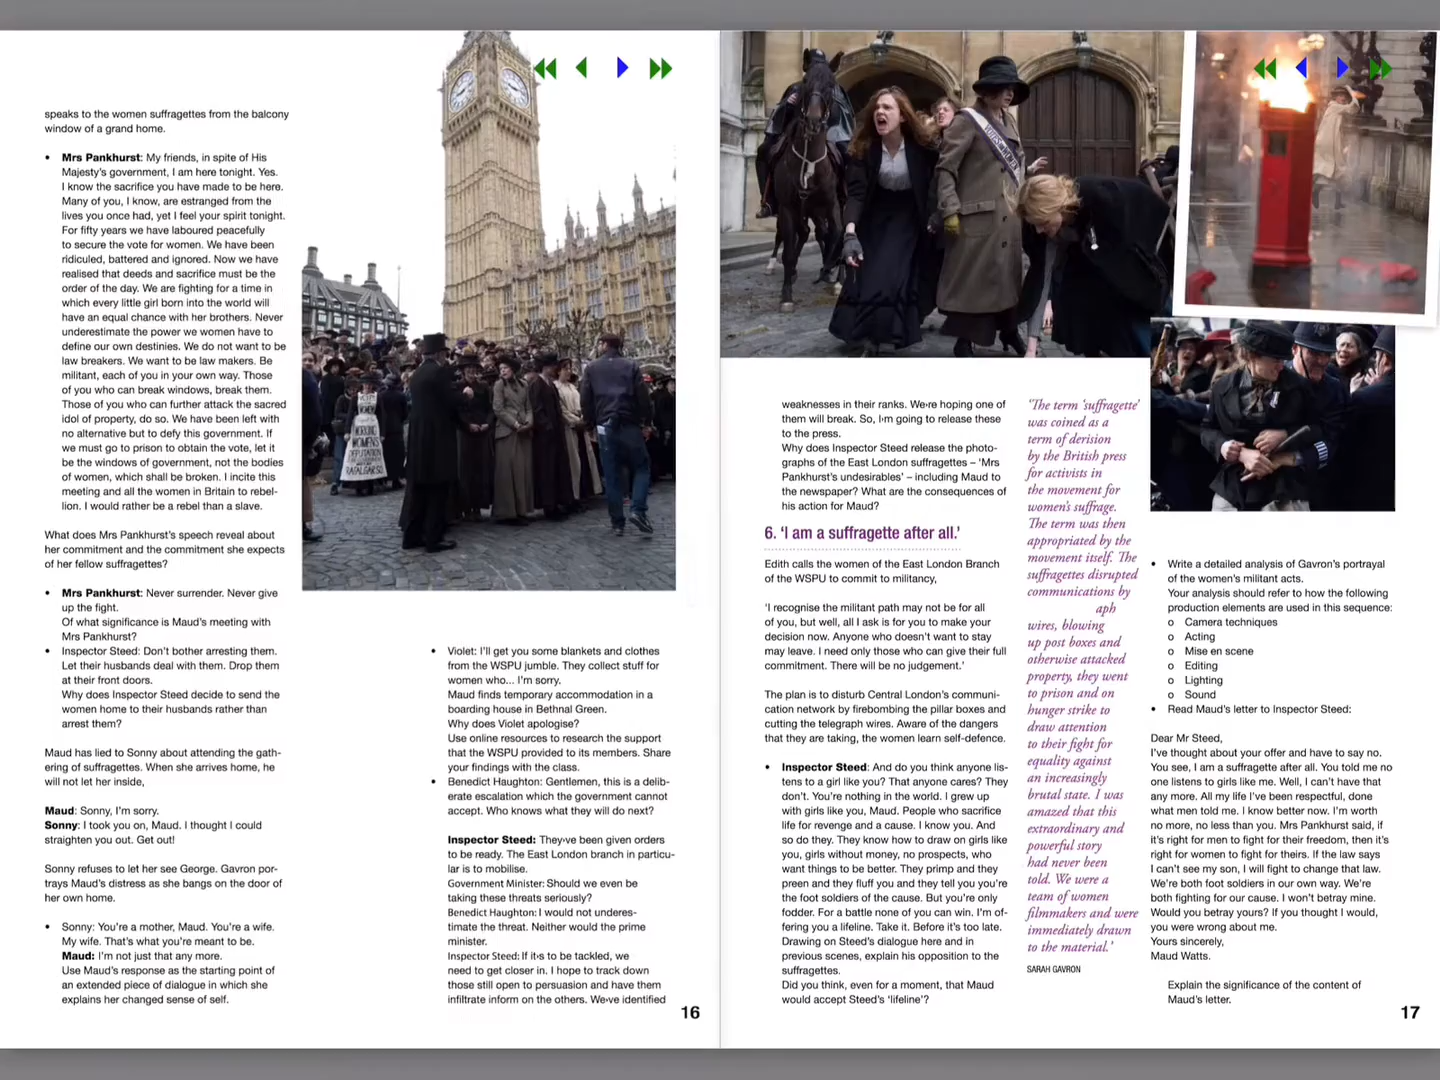 speaks to the women suffragettes from the balcony
window of a grand home.
• Mrs Pankhurst: My friends, in spite of His
Majesty's government, I am here tonight. Yes.
I know the sacrifice you have made to be here.
Many of you, I know, are estranged from the
lives you once had, yet I feel your spirit tonight.
For fifty years we have laboured peacefully
to secure the vote for women. We have been
ridiculed, battered and ignored. Now we have
realised that deeds and sacrifice must be the
order of the day. We are fighting for a time in
which every little girl born into the world will
have an equal chance with her brothers. Never
underestimate the power we women have to
define our own destinies. We do not want to be
law breakers. We want to be law makers. Be
militant, each of you in your own way. Those
of you who can break windows, break them.
Those of you who can further attack the sacred
idol of property, do so. We have been left with
no alternative but to defy this government. If
we must go to prison to obtain the vote, let it
be the windows of government, not the bodies
of women, which shall be broken. I incite this
meeting and all the women in Britain to rebel-
lion. I would rather be a rebel than a slave.
What does Mrs Pankhurst's speech reveal about
her commitment and the commitment she expects
of her fellow suffragettes?
• Mrs Pankhurst: Never surrender. Never give
up the fight.
Of what significance is Maud's meeting with
Mrs Pankhurst?
• Inspector Steed: Don't bother arresting them.
Let their husbands deal with them. Drop them
at their front doors.
Why does Inspector Steed decide to send the
women home to their husbands rather than
arrest them?
Maud has lied to Sonny about attending the gath-
ering of suffragettes. When she arrives home, he
will not let her inside,
Maud: Sonny, I'm sorry.
Sonny: I took you on, Maud. I thought I could
straighten you out. Get out!
Sonny refuses to let her see George. Gavron por-
trays Maud's distress as she bangs on the door of
her own home.
• Sonny: You're a mother, Maud. You're a wife.
My wife. That's what you're meant to be.
Maud: I'm not just that any more.
Use Maud's response as the starting point of
an extended piece of dialogue in which she
explains her changed sense of self.
WOMEN
WORKING
WOMENS
DEPUTATION
TRAFALGAR SQ
• Violet: I'll get you some blankets and clothes
from the WSPU jumble. They collect stuff for
women who... I'm sorry.
Maud finds temporary accommodation in a
boarding house in Bethnal Green.
Why does Violet apologise?
Use online resources to research the support
that the WSPU provided to its members. Share
your findings with the class.
• Benedict Haughton: Gentlemen, this is a delib-
erate escalation which the government cannot
accept. Who knows what they will do next?
Inspector Steed: They•ve been given orders
to be ready. The East London branch in particu-
lar is to mobilise.
Government Minister: Should we even be
taking these threats seriously?
Benedict Haughton: I would not underes-
timate the threat. Neither would the prime
minister.
Inspector Steed: If it•s to be tackled, we
need to get closer in. I hope to track down
those still open to persuasion and have them
infiltrate inform on the others. We•ve identified
16
VOTES FOR WOMEN
weaknesses in their ranks. We•re hoping one of
them will break. So, I•m going to release these
to the press.
Why does Inspector Steed release the photo-
graphs of the East London suffragettes – 'Mrs
Pankhurst's undesirables' – including Maud to
the newspaper? What are the consequences of
his action for Maud?
6. 'I am a suffragette after all.'
Edith calls the women of the East London Branch
of the WSPU to commit to militancy,
'I recognise the militant path may not be for all
of you, but well, all I ask is for you to make your
decision now. Anyone who doesn't want to stay
may leave. I need only those who can give their full
commitment. There will be no judgement.'
The plan is to disturb Central London's communi-
cation network by firebombing the pillar boxes and
cutting the telegraph wires. Aware of the dangers
that they are taking, the women learn self-defence.
• Inspector Steed: And do you think anyone lis-
tens to a girl like you? That anyone cares? They
don't. You're nothing in the world. I grew up
with girls like you, Maud. People who sacrifice
life for revenge and a cause. I know you. And
so do they. They know how to draw on girls like
you, girls without money, no prospects, who
want things to be better. They primp and they
preen and they fluff you and they tell you you're
the foot soldiers of the cause. But you're only
fodder. For a battle none of you can win. I'm of-
fering you a lifeline. Take it. Before it's too late.
Drawing on Steed's dialogue here and in
previous scenes, explain his opposition to the
suffragettes.
Did you think, even for a moment, that Maud
would accept Steed's 'lifeline'?
'The term 'suffragette'
was coined as a
term of derision
by the British press
for activists in
the movement for
women's suffrage.
The term was then
appropriated by the
movement itself. The
suffragettes disrupted
communications by
aph
wires, blowing
up post boxes and
otherwise attacked
property, they went
to prison and on
hunger strike to
draw attention
to their fight for
equality against
an increasingly
brutal state. I was
amazed that this
extraordinary and
powerful story
had never been
told. We were a
team of women
filmmakers and were
immediately drawn
to the material.'
SARAH GAVRON
• Write a detailed analysis of Gavron's portrayal
of the women's militant acts.
Your analysis should refer to how the following
production elements are used in this sequence:
o Camera techniques
o Acting
o Mise en scene
o Editing
o Lighting
o Sound
• Read Maud's letter to Inspector Steed:
Dear Mr Steed,
I've thought about your offer and have to say no.
You see, I am a suffragette after all. You told me no
one listens to girls like me. Well, I can't have that
any more. All my life I've been respectful, done
what men told me. I know better now. I'm worth
no more, no less than you. Mrs Pankhurst said, if
it's right for men to fight for their freedom, then it's
right for women to fight for theirs. If the law says
I can't see my son, I will fight to change that law.
We're both foot soldiers in our own way. We're
both fighting for our cause. I won't betray mine.
Would you betray yours? If you thought I would,
you were wrong about me.
Yours sincerely,
Maud Watts.
Explain the significance of the content of
Maud's letter.
17